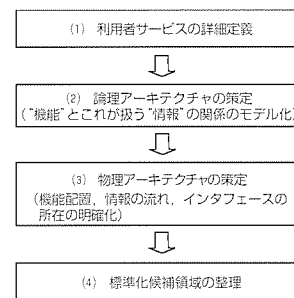 (1) 利用者サービスの詳細定義
(2) 論理アーキテクチャの策定
(“機能”とこれが扱う“情報”の関係のモデル化)
(3) 物理アーキテクチャの策定
(機能配置，情報の流れ，インタフェースの
所在の明確化)
(4) 標準化候補領域の整理